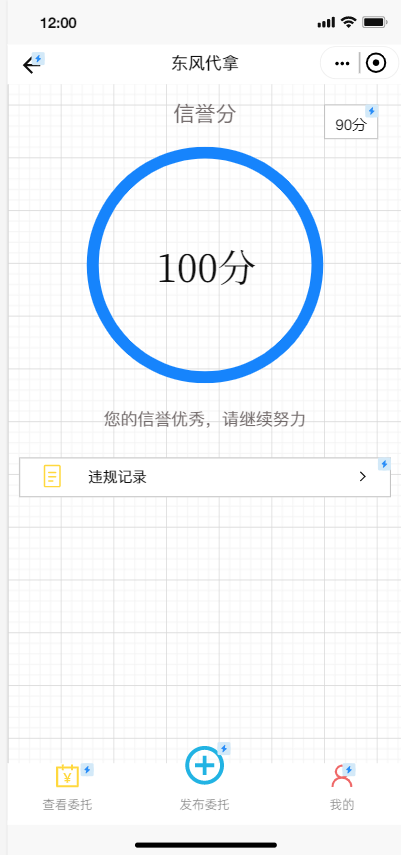 12:00
东风代拿
信誉分
90分
100分
您的信誉优秀，请继续努力
违规记录
¥
查看委托
发布委托
我的